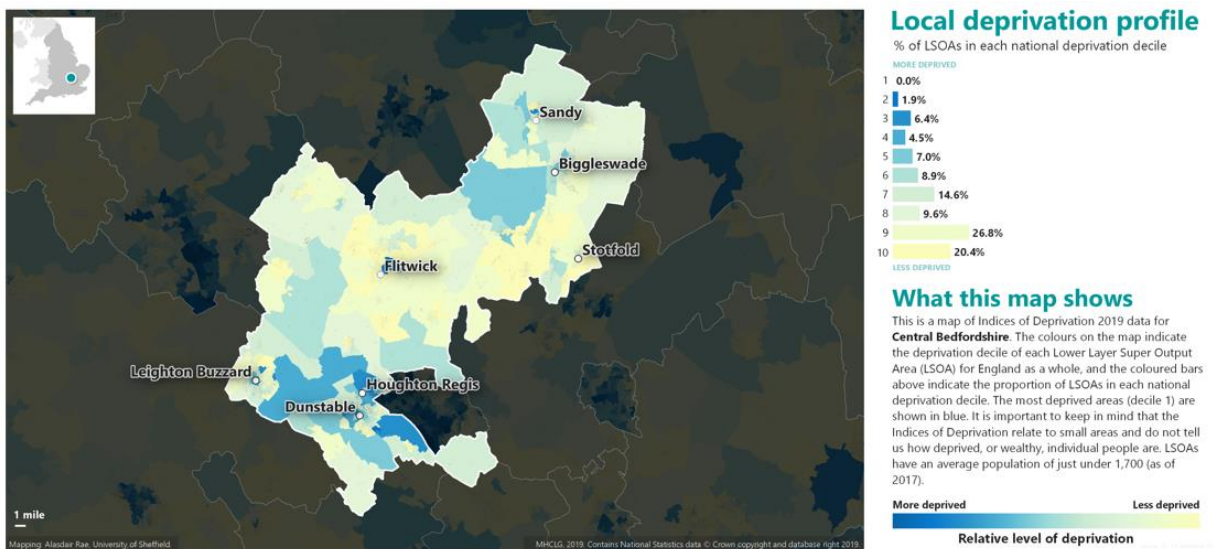 Sandy
Biggleswade
Stotfold
Flitwick
Leighton Buzzard
Houghton Regis
Dunstable
1 mile
Mapping: Alasdair Rae, University of Sheffield.
MHCLG, 2019. Contains National Statistics data © Crown copyright and database right 2019.
Local deprivation profile
% of LSOAs in each national deprivation decile
MORE DEPRIVED
1 0.0%
2 1.9%
3 6.4%
4 4.5%
5 7.0%
6 8.9%
7 14.6%
8 9.6%
9 26.8%
10 20.4%
LESS DEPRIVED
What this map shows
This is a map of Indices of Deprivation 2019 data for
Central Bedfordshire. The colours on the map indicate
the deprivation decile of each Lower Layer Super Output
Area (LSOA) for England as a whole, and the coloured bars
above indicate the proportion of LSOAs in each national
deprivation decile. The most deprived areas (decile 1) are
shown in blue. It is important to keep in mind that the
Indices of Deprivation relate to small areas and do not tell
us how deprived, or wealthy, individual people are. LSOAs
have an average population of just under 1,700 (as of
2017).
More deprived Less deprived
Relative level of deprivation